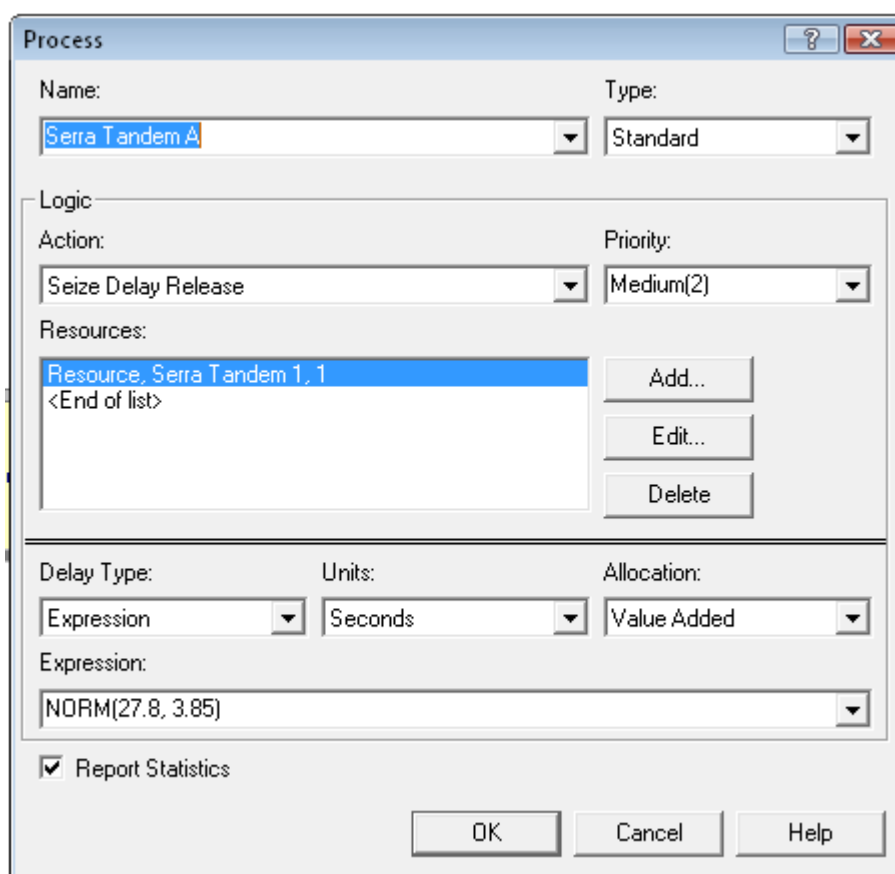 Process
?
Name: Type:
Serra Tandem A Standard
Logic
Action: Priority:
Seize Delay Release Medium(2)
Resources:
Resource, Serra Tandem 1, 1 Add...
<End of list>
Edit...
Delete
Delay Type: Units: Allocation:
Expression Seconds Value Added
Expression:
NORM(27.8, 3.85)
Report Statistics
OK Cancel Help